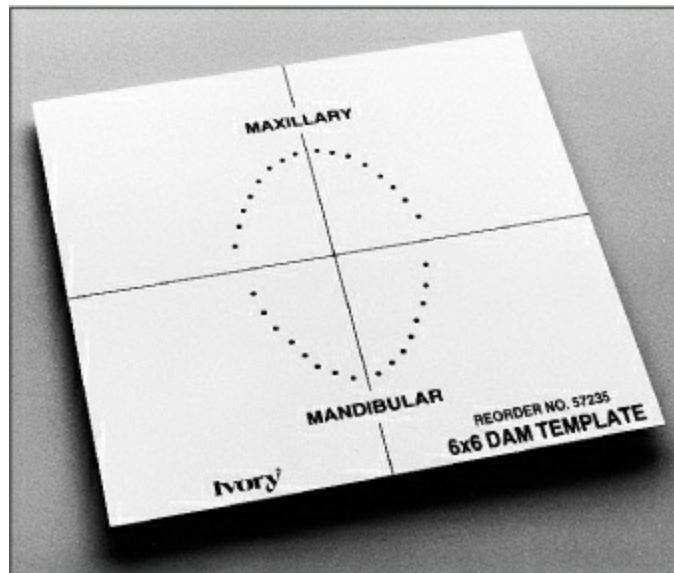 MAXILLARY
MANDIBULAR
REORDER NO. 57235
6x6 DAM TEMPLATE
Ivory